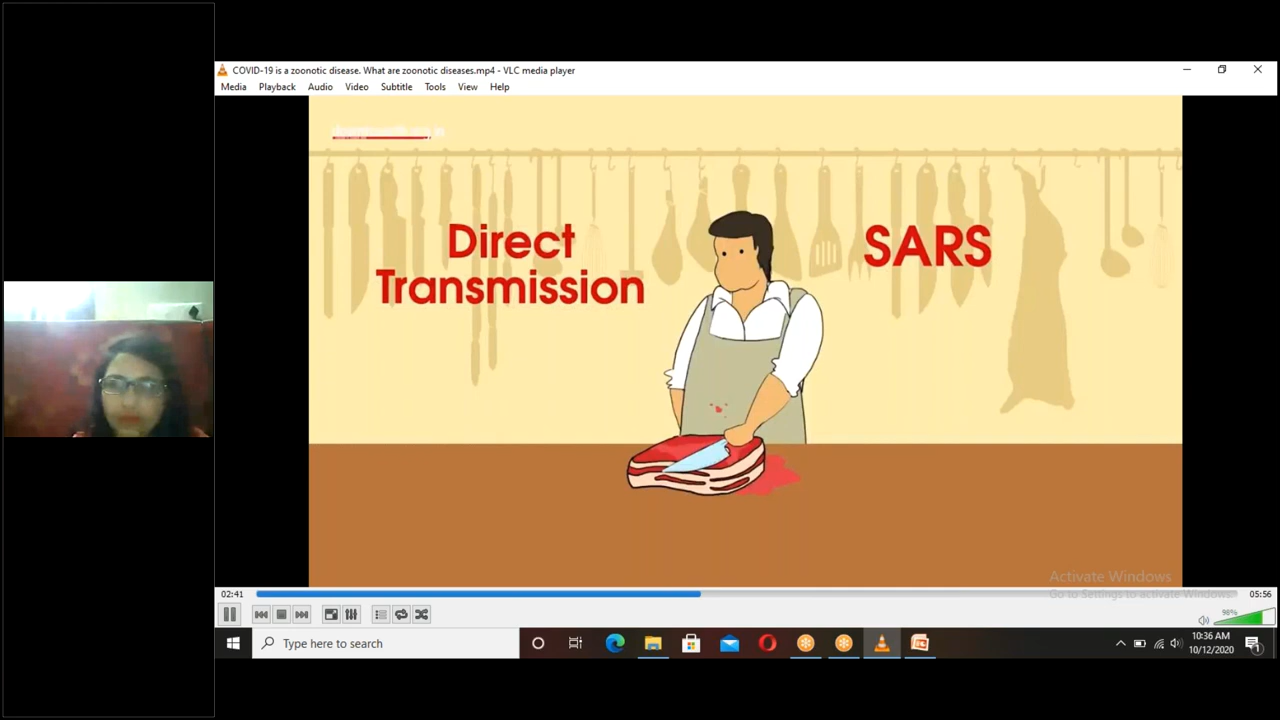 COVID-19 is a zoonotic disease. What are zoonotic diseases.mp4 - VLC media player
Media Playback Audio Video Subtitle Tools View Help
Direct
Transmission
SARS
Activate Windows
Go to Settings to activate Windows.
02:41
05:56
98%
Type here to search
10:36 AM
10/12/2020
1